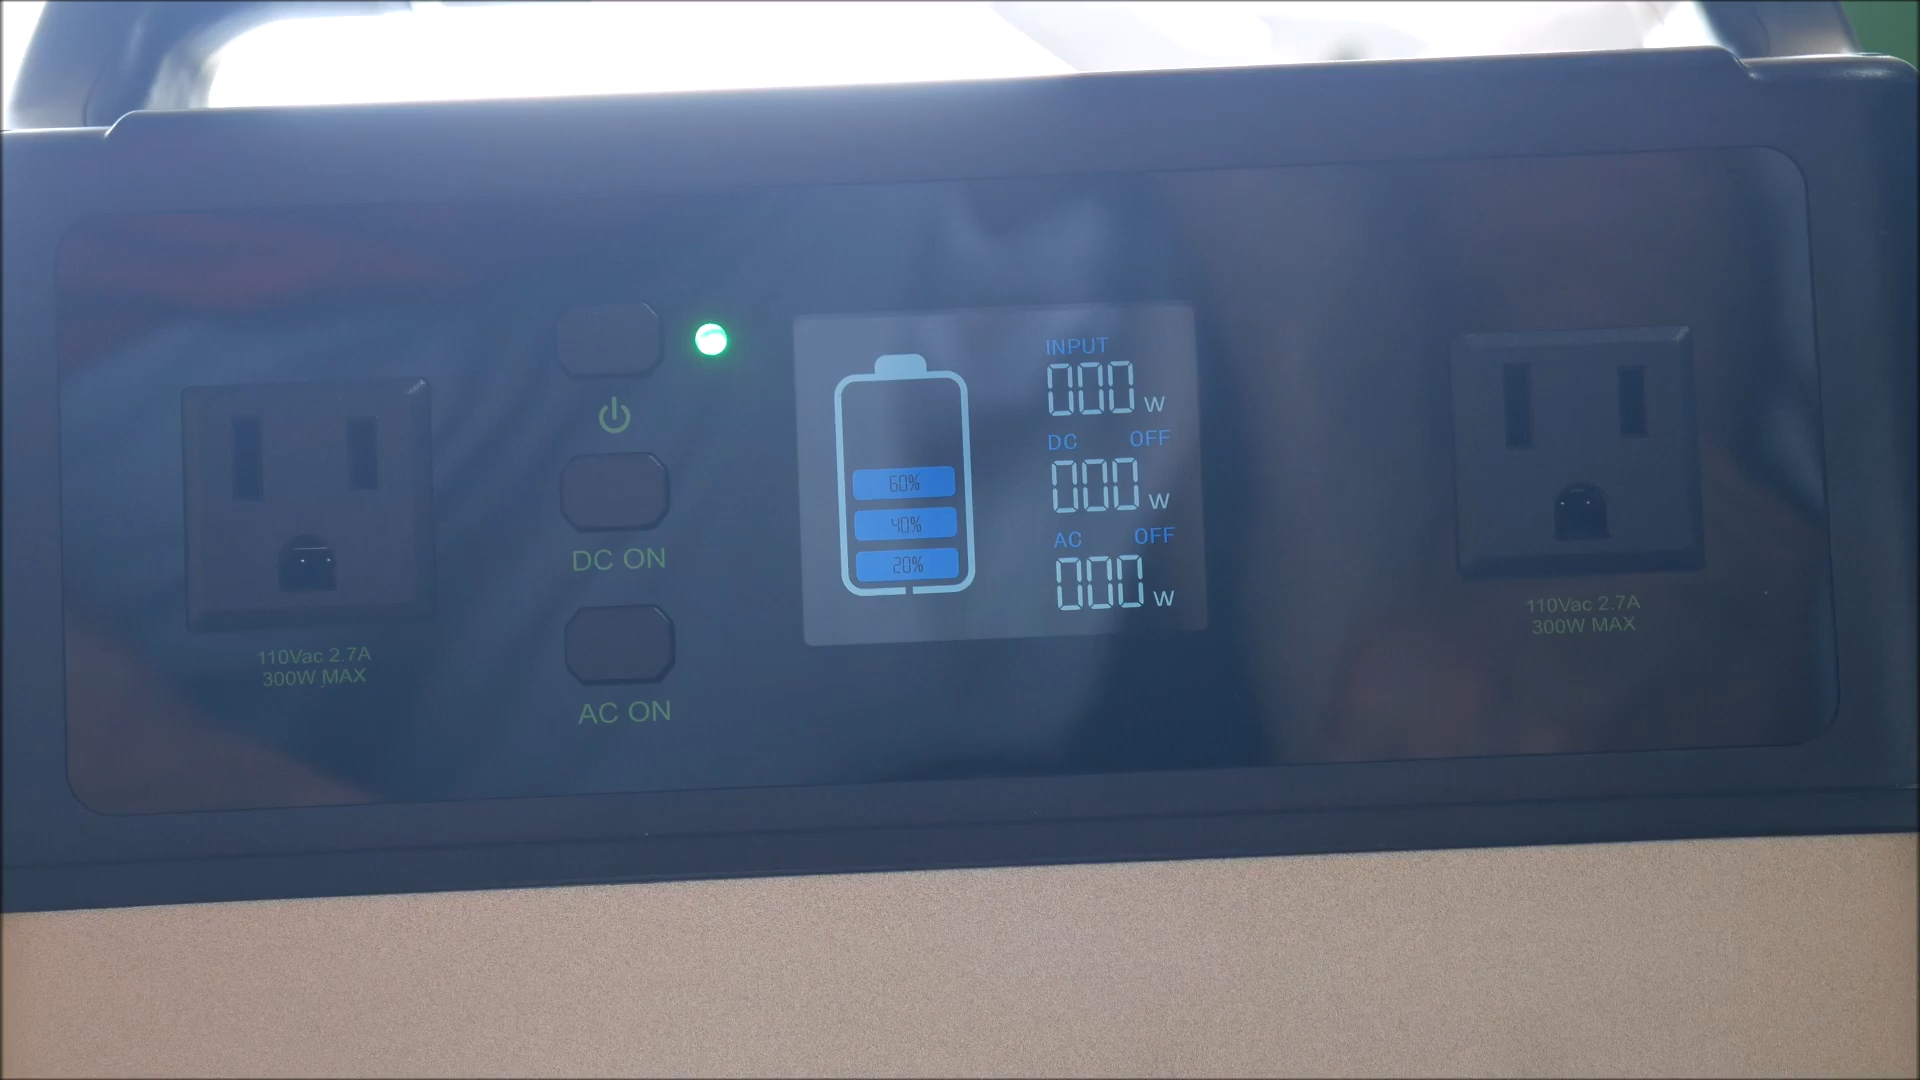 INPUT
000 W
DC OFF
000 W
AC OFF
000 W
60%
40%
20%
DC ON
AC ON
110Vac 2.7A
300W MAX
110Vac 2.7A
300W MAX